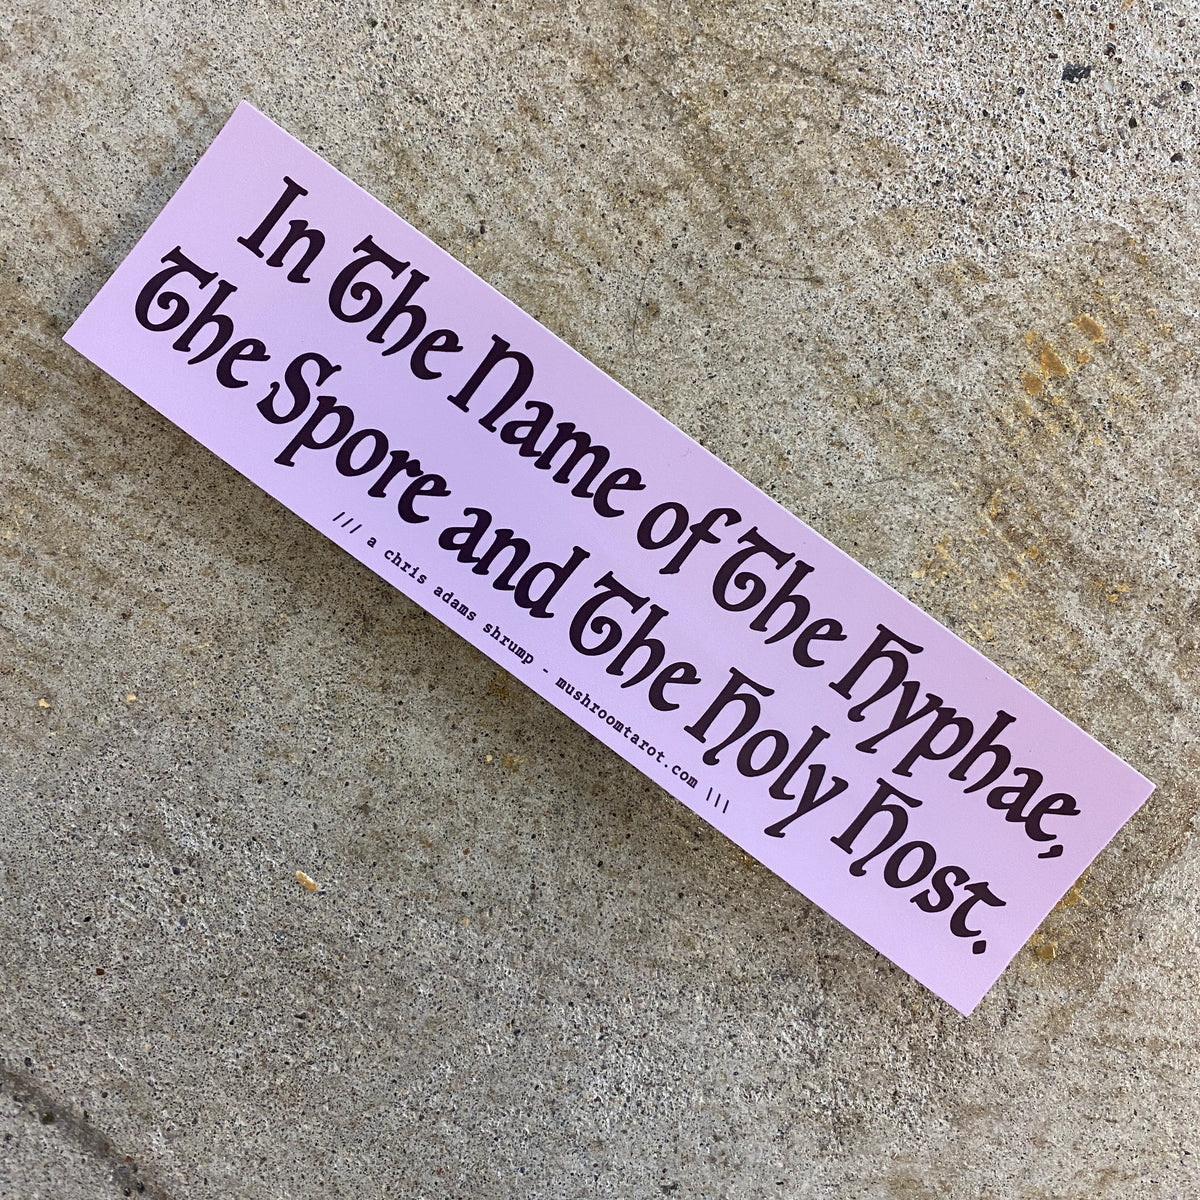 In The Name of The Hyphae,
The Spore and The Holy Host.
/// a chris adams shrump - mushroomtarot.com \\\